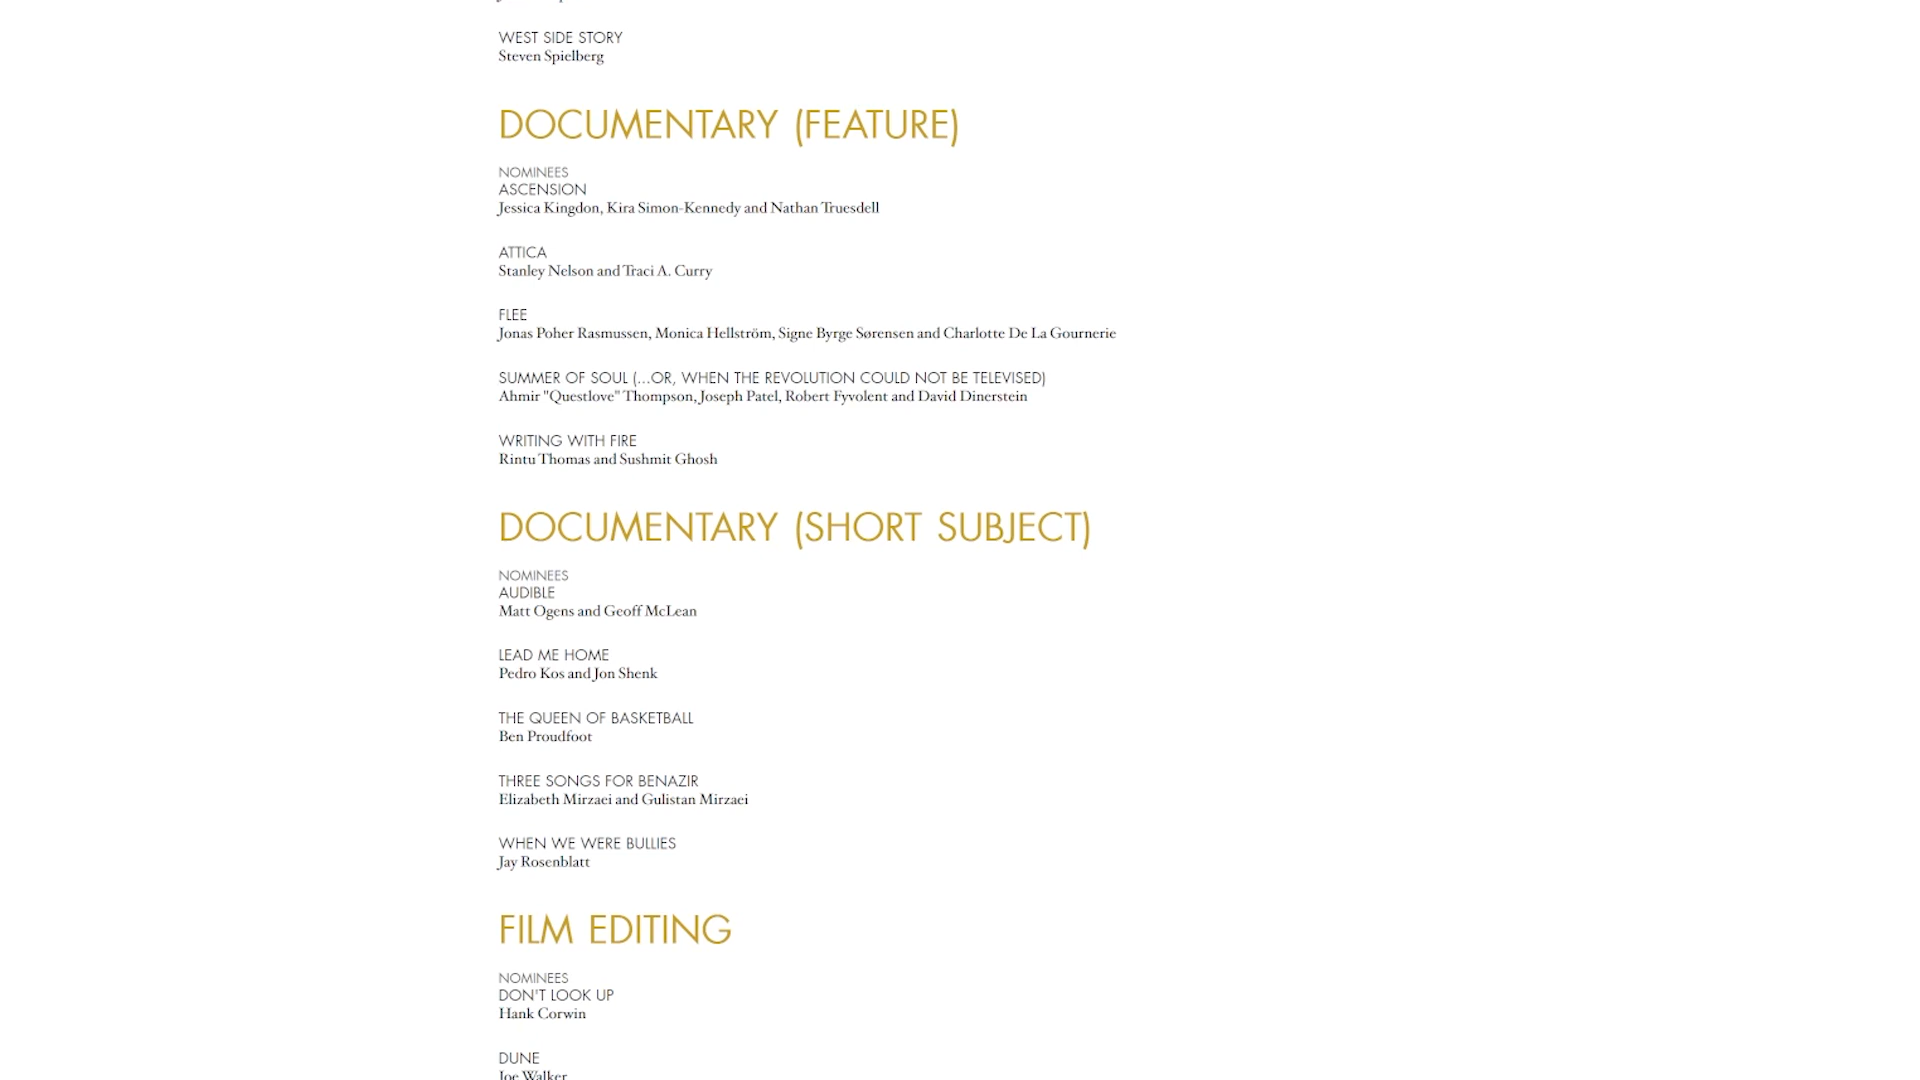 WEST SIDE STORY
Steven Spielberg
DOCUMENTARY (FEATURE)
NOMINEES
ASCENSION
Jessica Kingdon, Kira Simon-Kennedy and Nathan Truesdell
ATTICA
Stanley Nelson and Traci A. Curry
FLEE
Jonas Poher Rasmussen, Monica Hellström, Signe Byrge Sørensen and Charlotte De La Gournerie
SUMMER OF SOUL (...OR, WHEN THE REVOLUTION COULD NOT BE TELEVISED)
Ahmir "Questlove" Thompson, Joseph Patel, Robert Fyvolent and David Dinerstein
WRITING WITH FIRE
Rintu Thomas and Sushmit Ghosh
DOCUMENTARY (SHORT SUBJECT)
NOMINEES
AUDIBLE
Matt Ogens and Geoff McLean
LEAD ME HOME
Pedro Kos and Jon Shenk
THE QUEEN OF BASKETBALL
Ben Proudfoot
THREE SONGS FOR BENAZIR
Elizabeth Mirzaei and Gulistan Mirzaei
WHEN WE WERE BULLIES
Jay Rosenblatt
FILM EDITING
NOMINEES
DON'T LOOK UP
Hank Corwin
DUNE
Joe Walker